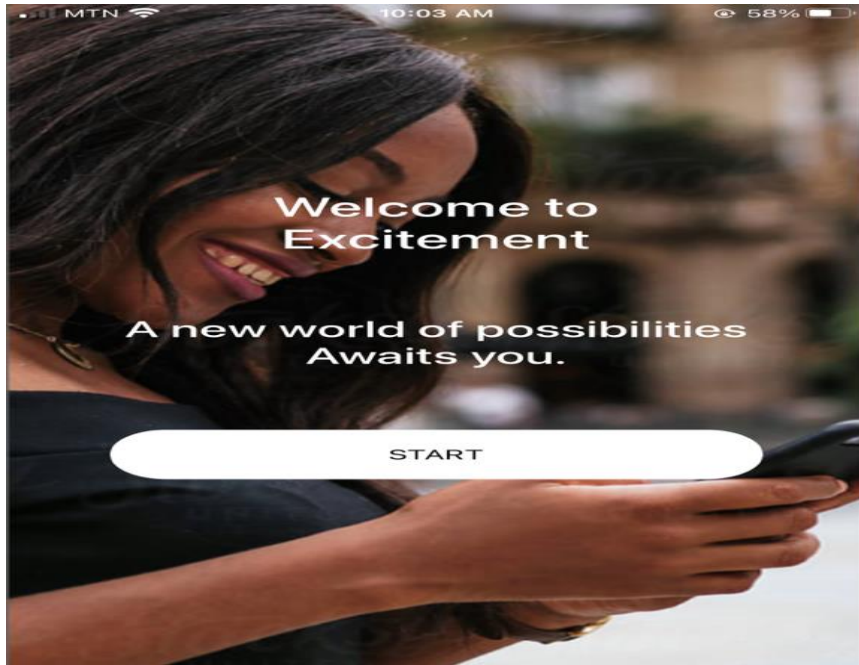 MTN 10:03 AM 58%
Welcome to
Excitement
A new world of possibilities
Awaits you.
START